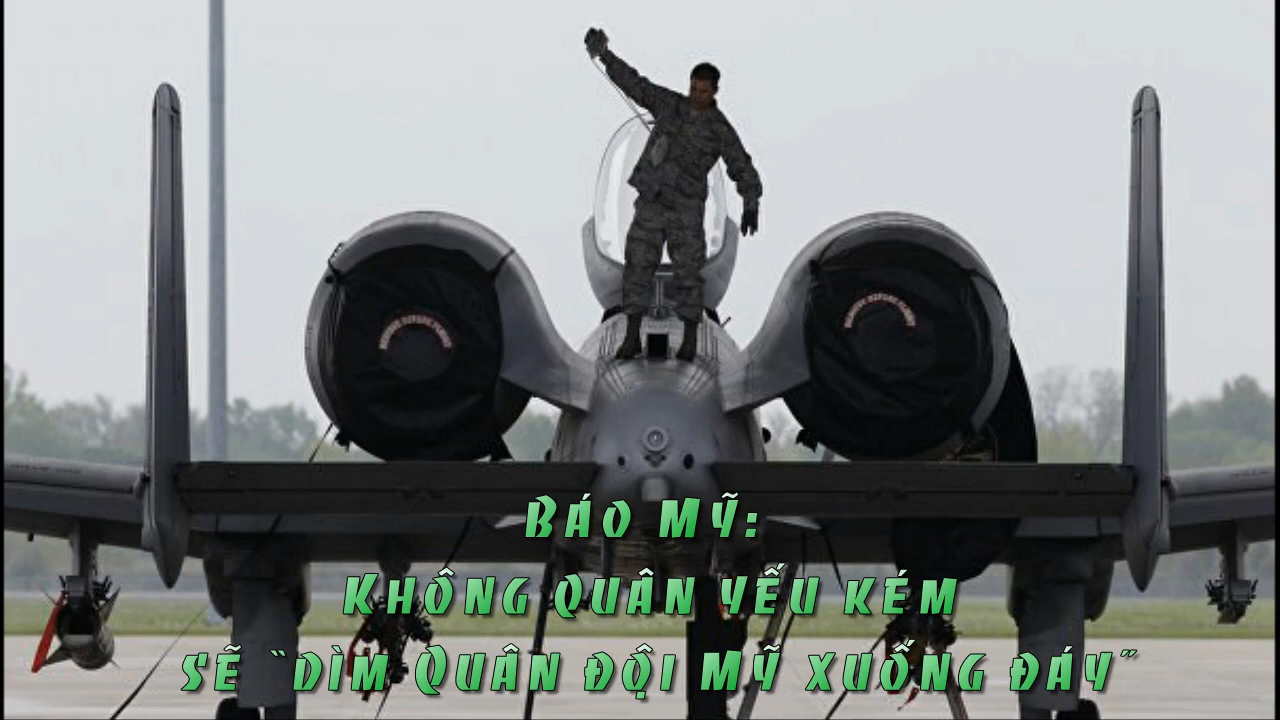 BÁO MỸ:
KHÔNG QUÂN YẾU KÉM
SẼ "DÌM QUÂN ĐỘI MỸ XUỐNG ĐÁY"